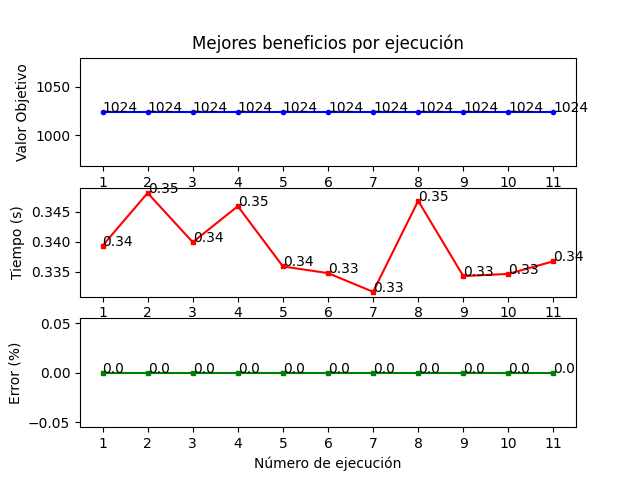 Mejores beneficios por ejecución
Valor Objetivo
1050
1000
1024 1024 1024 1024 1024 1024 1024 1024 1024 1024 1024
1 2 3 4 5 6 7 8 9 10 11
Tiempo (s)
0.345
0.340
0.335
0.34 0.35 0.34 0.35 0.34 0.33 0.33 0.35 0.33 0.33 0.34
1 2 3 4 5 6 7 8 9 10 11
Error (%)
0.05
0.00
−0.05
0.0 0.0 0.0 0.0 0.0 0.0 0.0 0.0 0.0 0.0 0.0
1 2 3 4 5 6 7 8 9 10 11
Número de ejecución